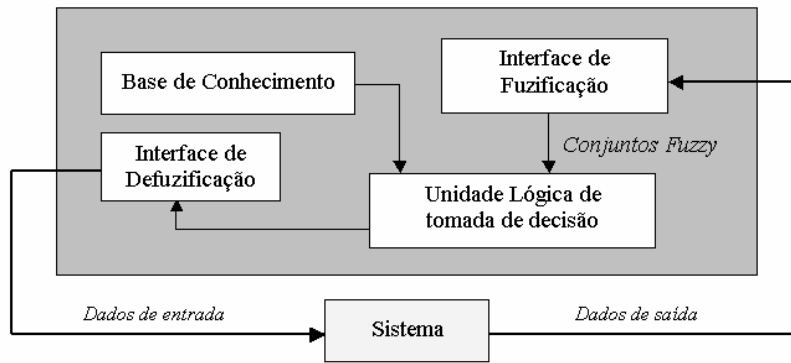 Base de Conhecimento
Interface de
Fuzificação
Conjuntos Fuzzy
Interface de
Defuzificação
Unidade Lógica de
tomada de decisão
Dados de entrada
Sistema
Dados de saída